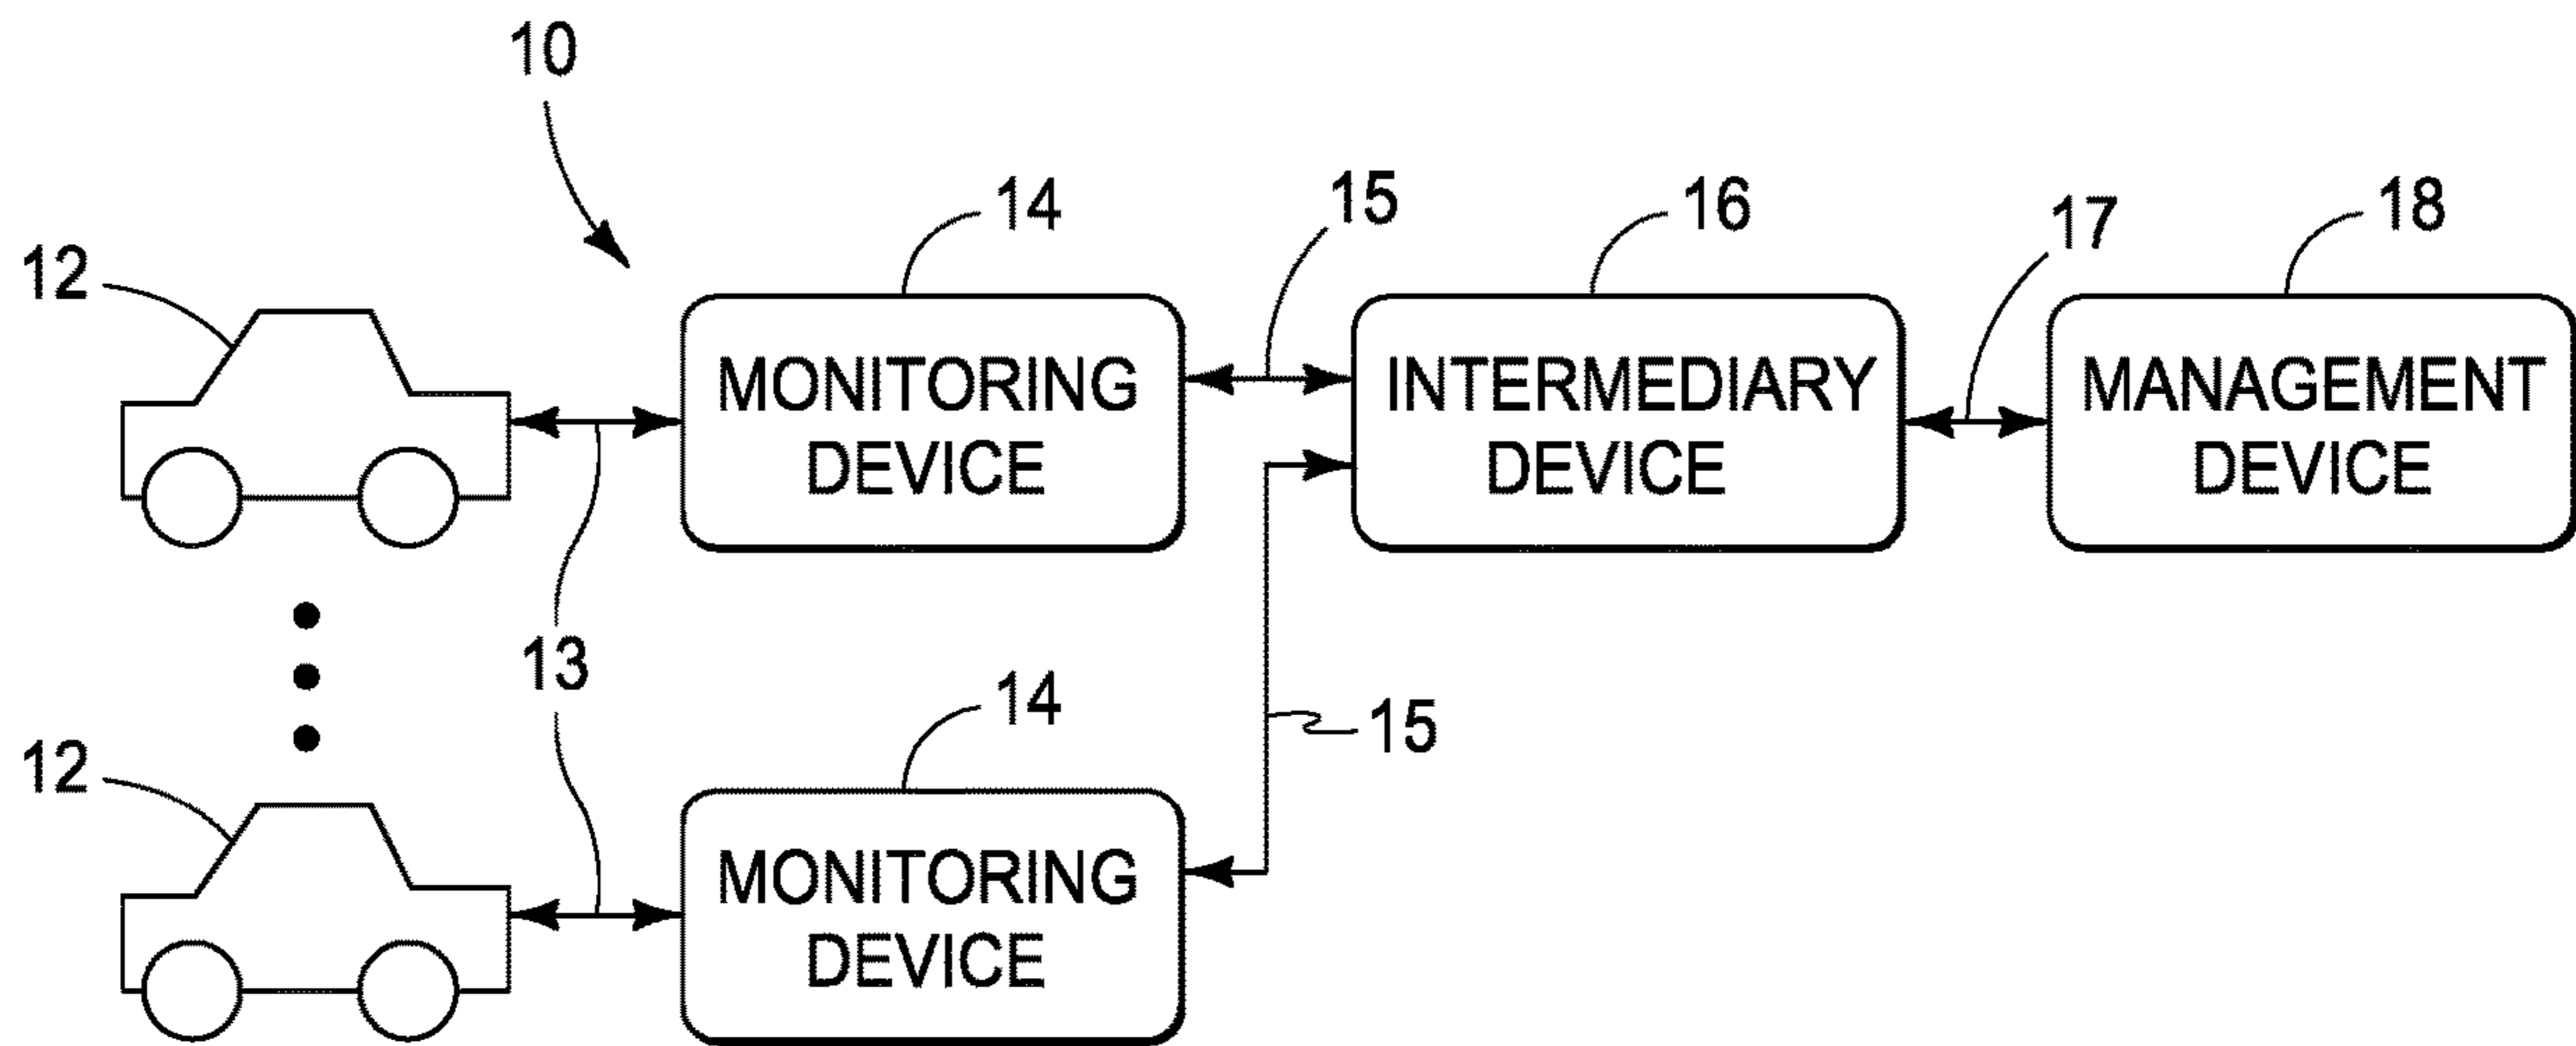 10
12
14
15
16
17
18
MONITORING
DEVICE
INTERMEDIARY
DEVICE
MANAGEMENT
DEVICE
13
12
14
15
MONITORING
DEVICE